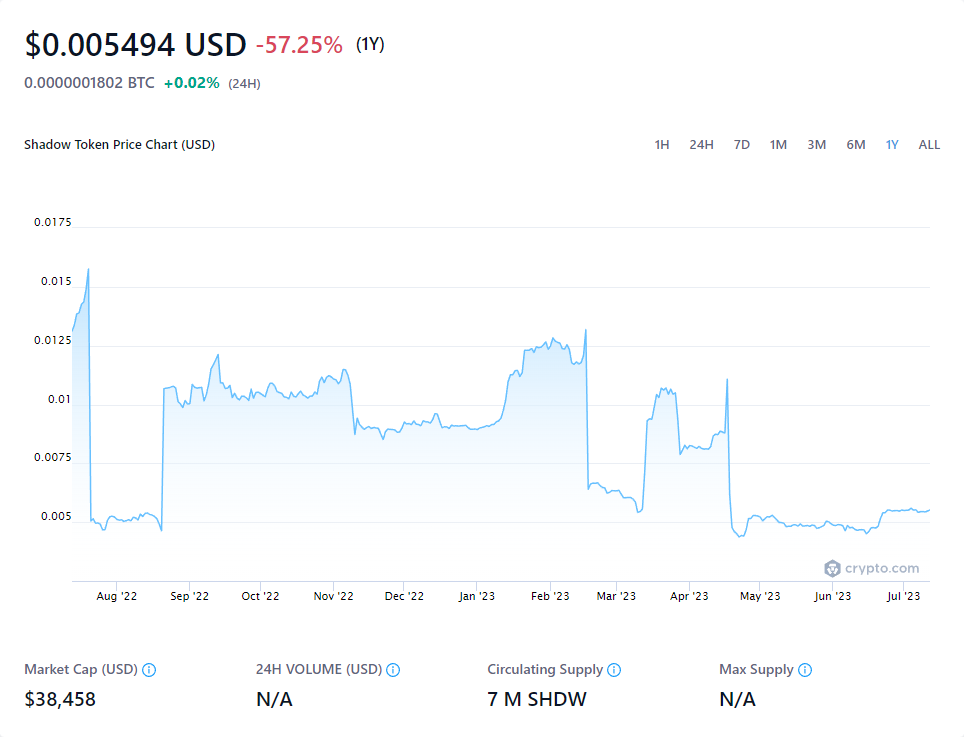 $0.005494 USD -57.25% (1Y)
0.0000001802 BTC +0.02% (24H)
Shadow Token Price Chart (USD) 1H 24H 7D 1M 3M 6M 1Y ALL
0.0175
0.015
0.0125
0.01
0.0075
0.005
crypto.com
Aug '22 Sep '22 Oct '22 Nov '22 Dec '22 Jan '23 Feb '23 Mar '23 Apr '23 May '23 Jun '23 Jul '23
Market Cap (USD) 24H VOLUME (USD) Circulating Supply Max Supply
$38,458 N/A 7 M SHDW N/A